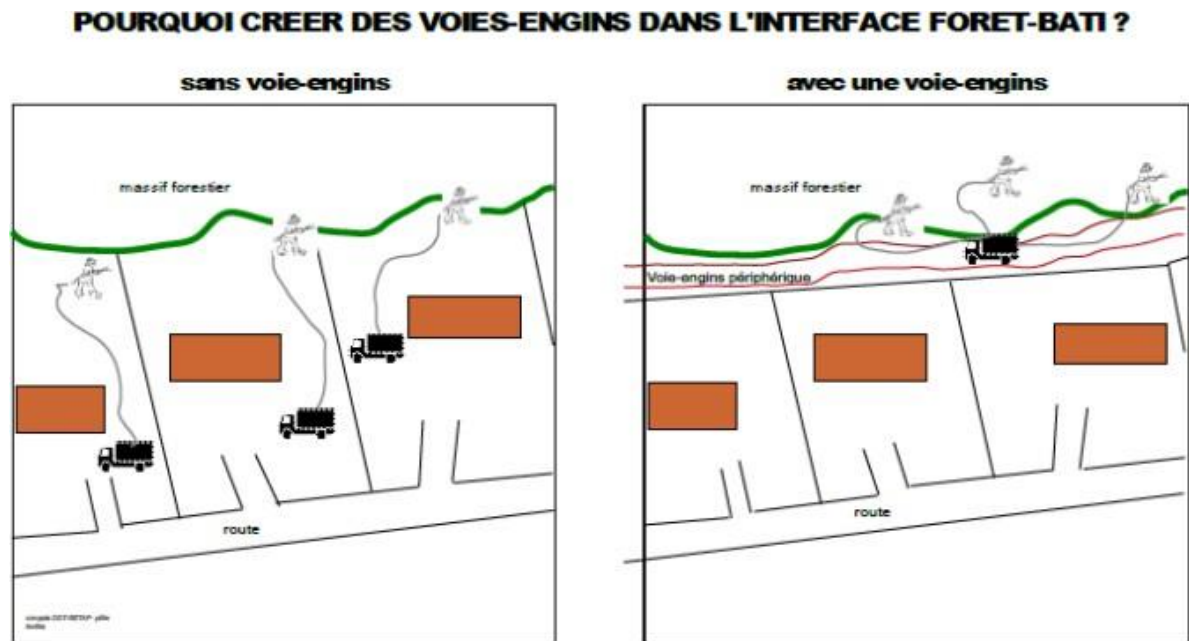 POURQUOI CREER DES VOIES-ENGINS DANS L'INTERFACE FORET-BATI ?
sans voie-engins
massif forestier
route
avec une voie-engins
massif forestier
Voie-engins périphérique
route